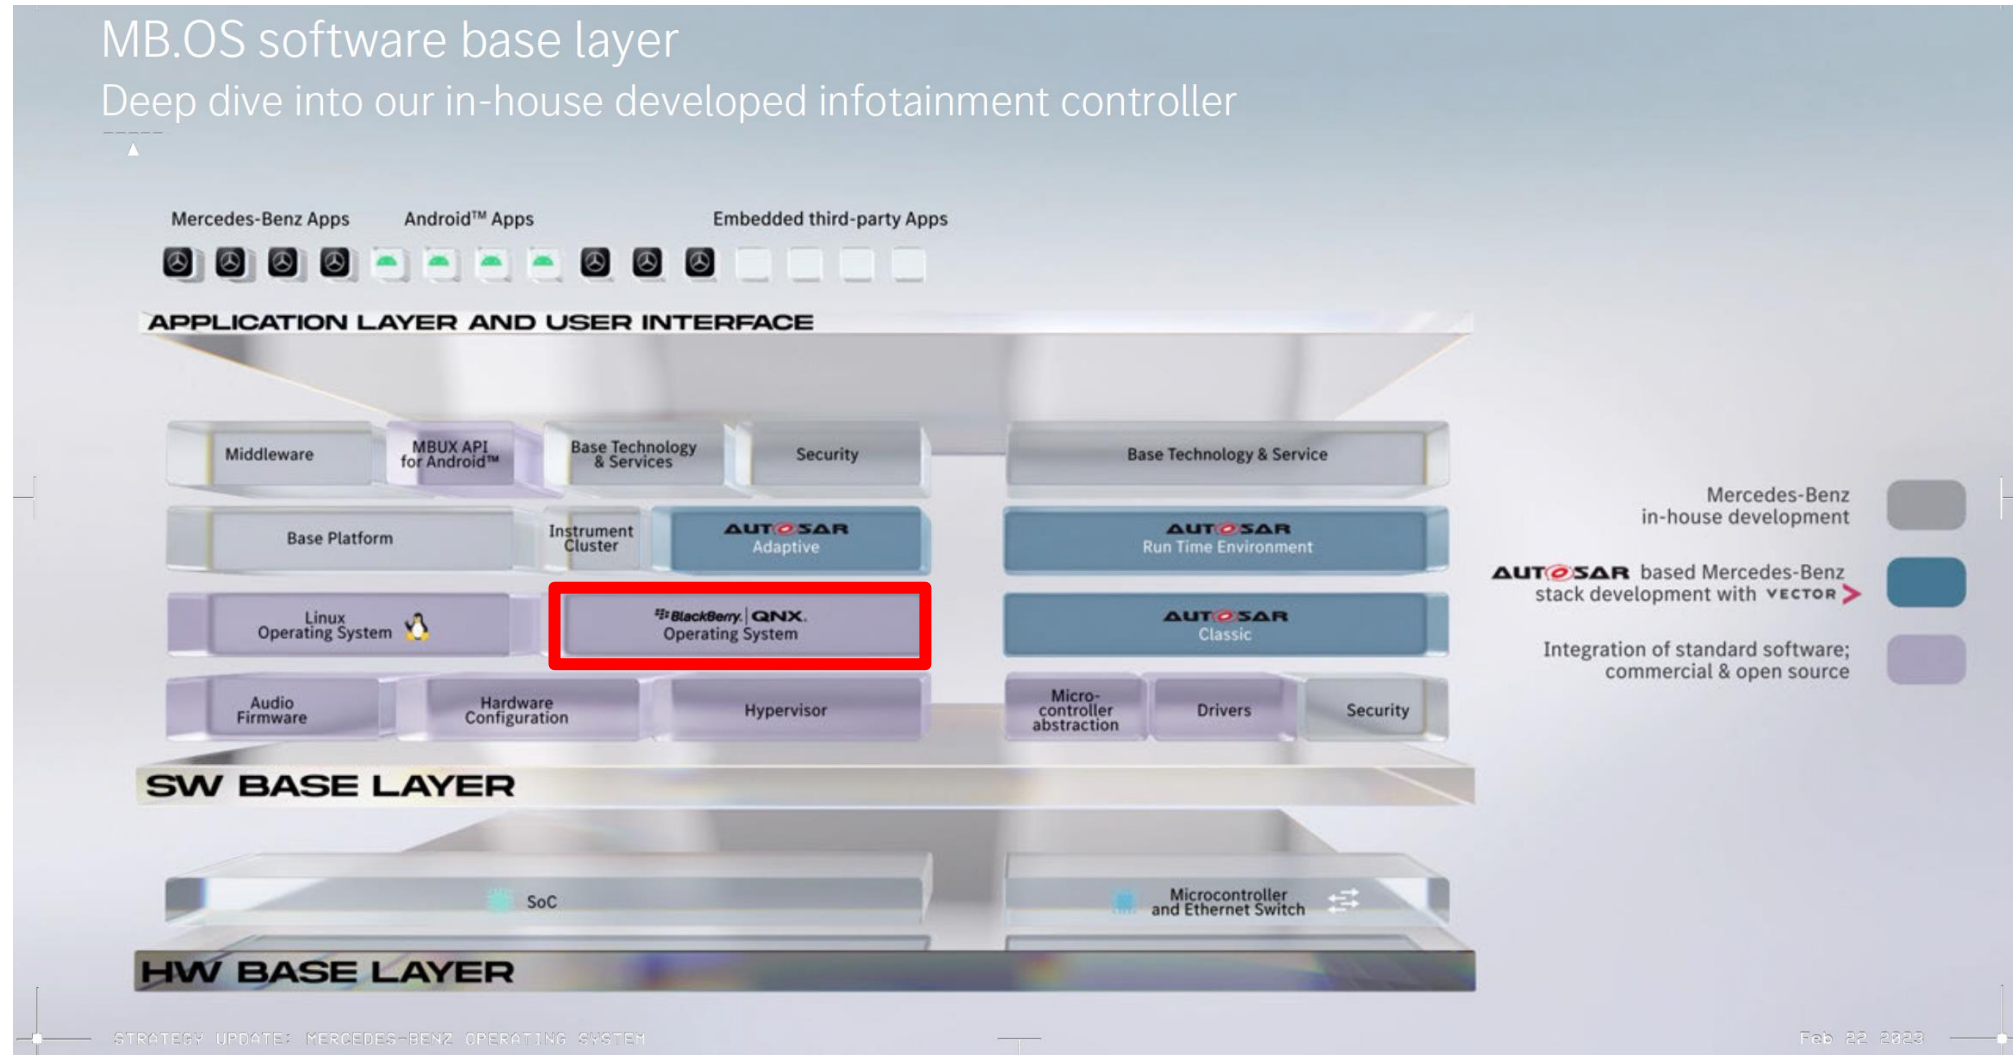 MB.OS software base layer
Deep dive into our in-house developed infotainment controller
Mercedes-Benz Apps
Android™ Apps
Embedded third-party Apps
APPLICATION LAYER AND USER INTERFACE
Middleware
MBUX API
for Android™
Base Technology
& Services
Security
Base Technology & Service
Base Platform
Instrument
Cluster
AUTOSAR
Adaptive
AUTOSAR
Run Time Environment
Linux
Operating System
BlackBerry | QNX.
Operating System
AUTOSAR
Classic
Audio
Firmware
Hardware
Configuration
Hypervisor
Micro-
controller
abstraction
Drivers
Security
SW BASE LAYER
SoC
Microcontroller
and Ethernet Switch
HW BASE LAYER
Mercedes-Benz
in-house development
AUTOSAR based Mercedes-Benz
stack development with VECTOR
Integration of standard software;
commercial & open source
STRATEGY UPDATE: MERCEDES-BENZ OPERATING SYSTEM
Feb 22 2023